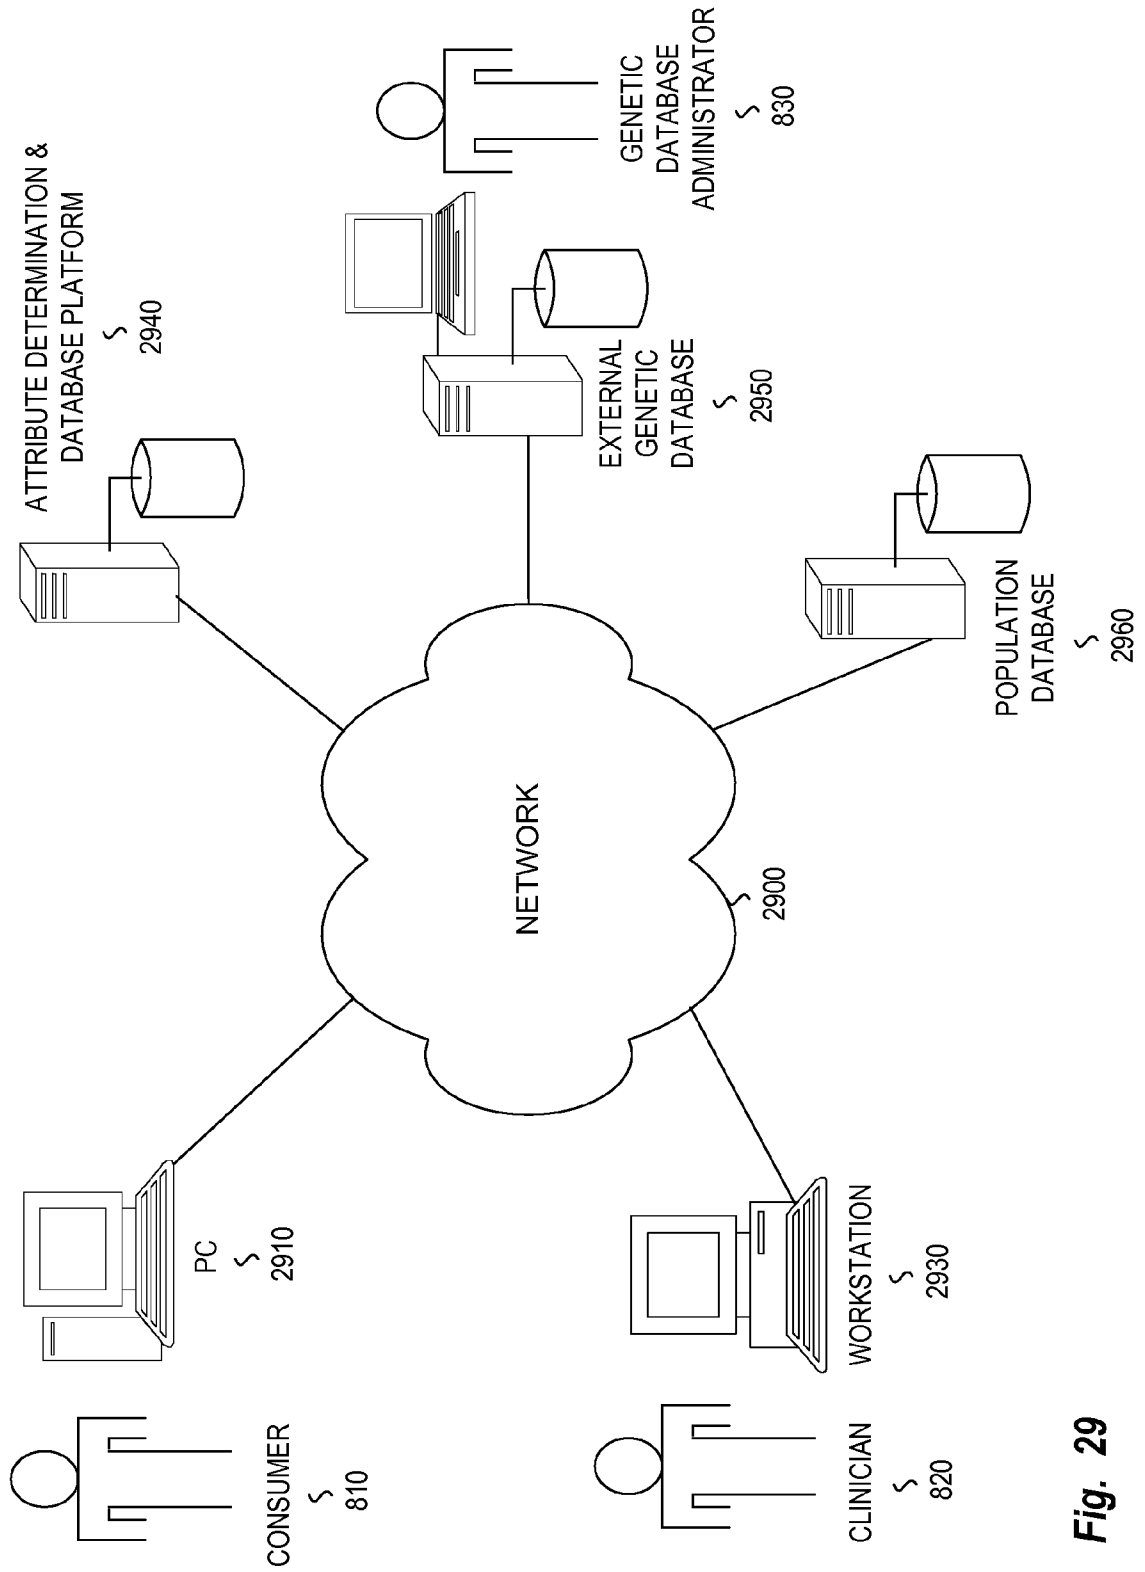 ATTRIBUTE DETERMINATION &
DATABASE PLATFORM
2940
CONSUMER
810
PC
2910
GENETIC
DATABASE
ADMINISTRATOR
830
EXTERNAL
GENETIC
DATABASE
2950
NETWORK
2900
CLINICIAN
820
WORKSTATION
2930
POPULATION
DATABASE
2960
Fig. 29